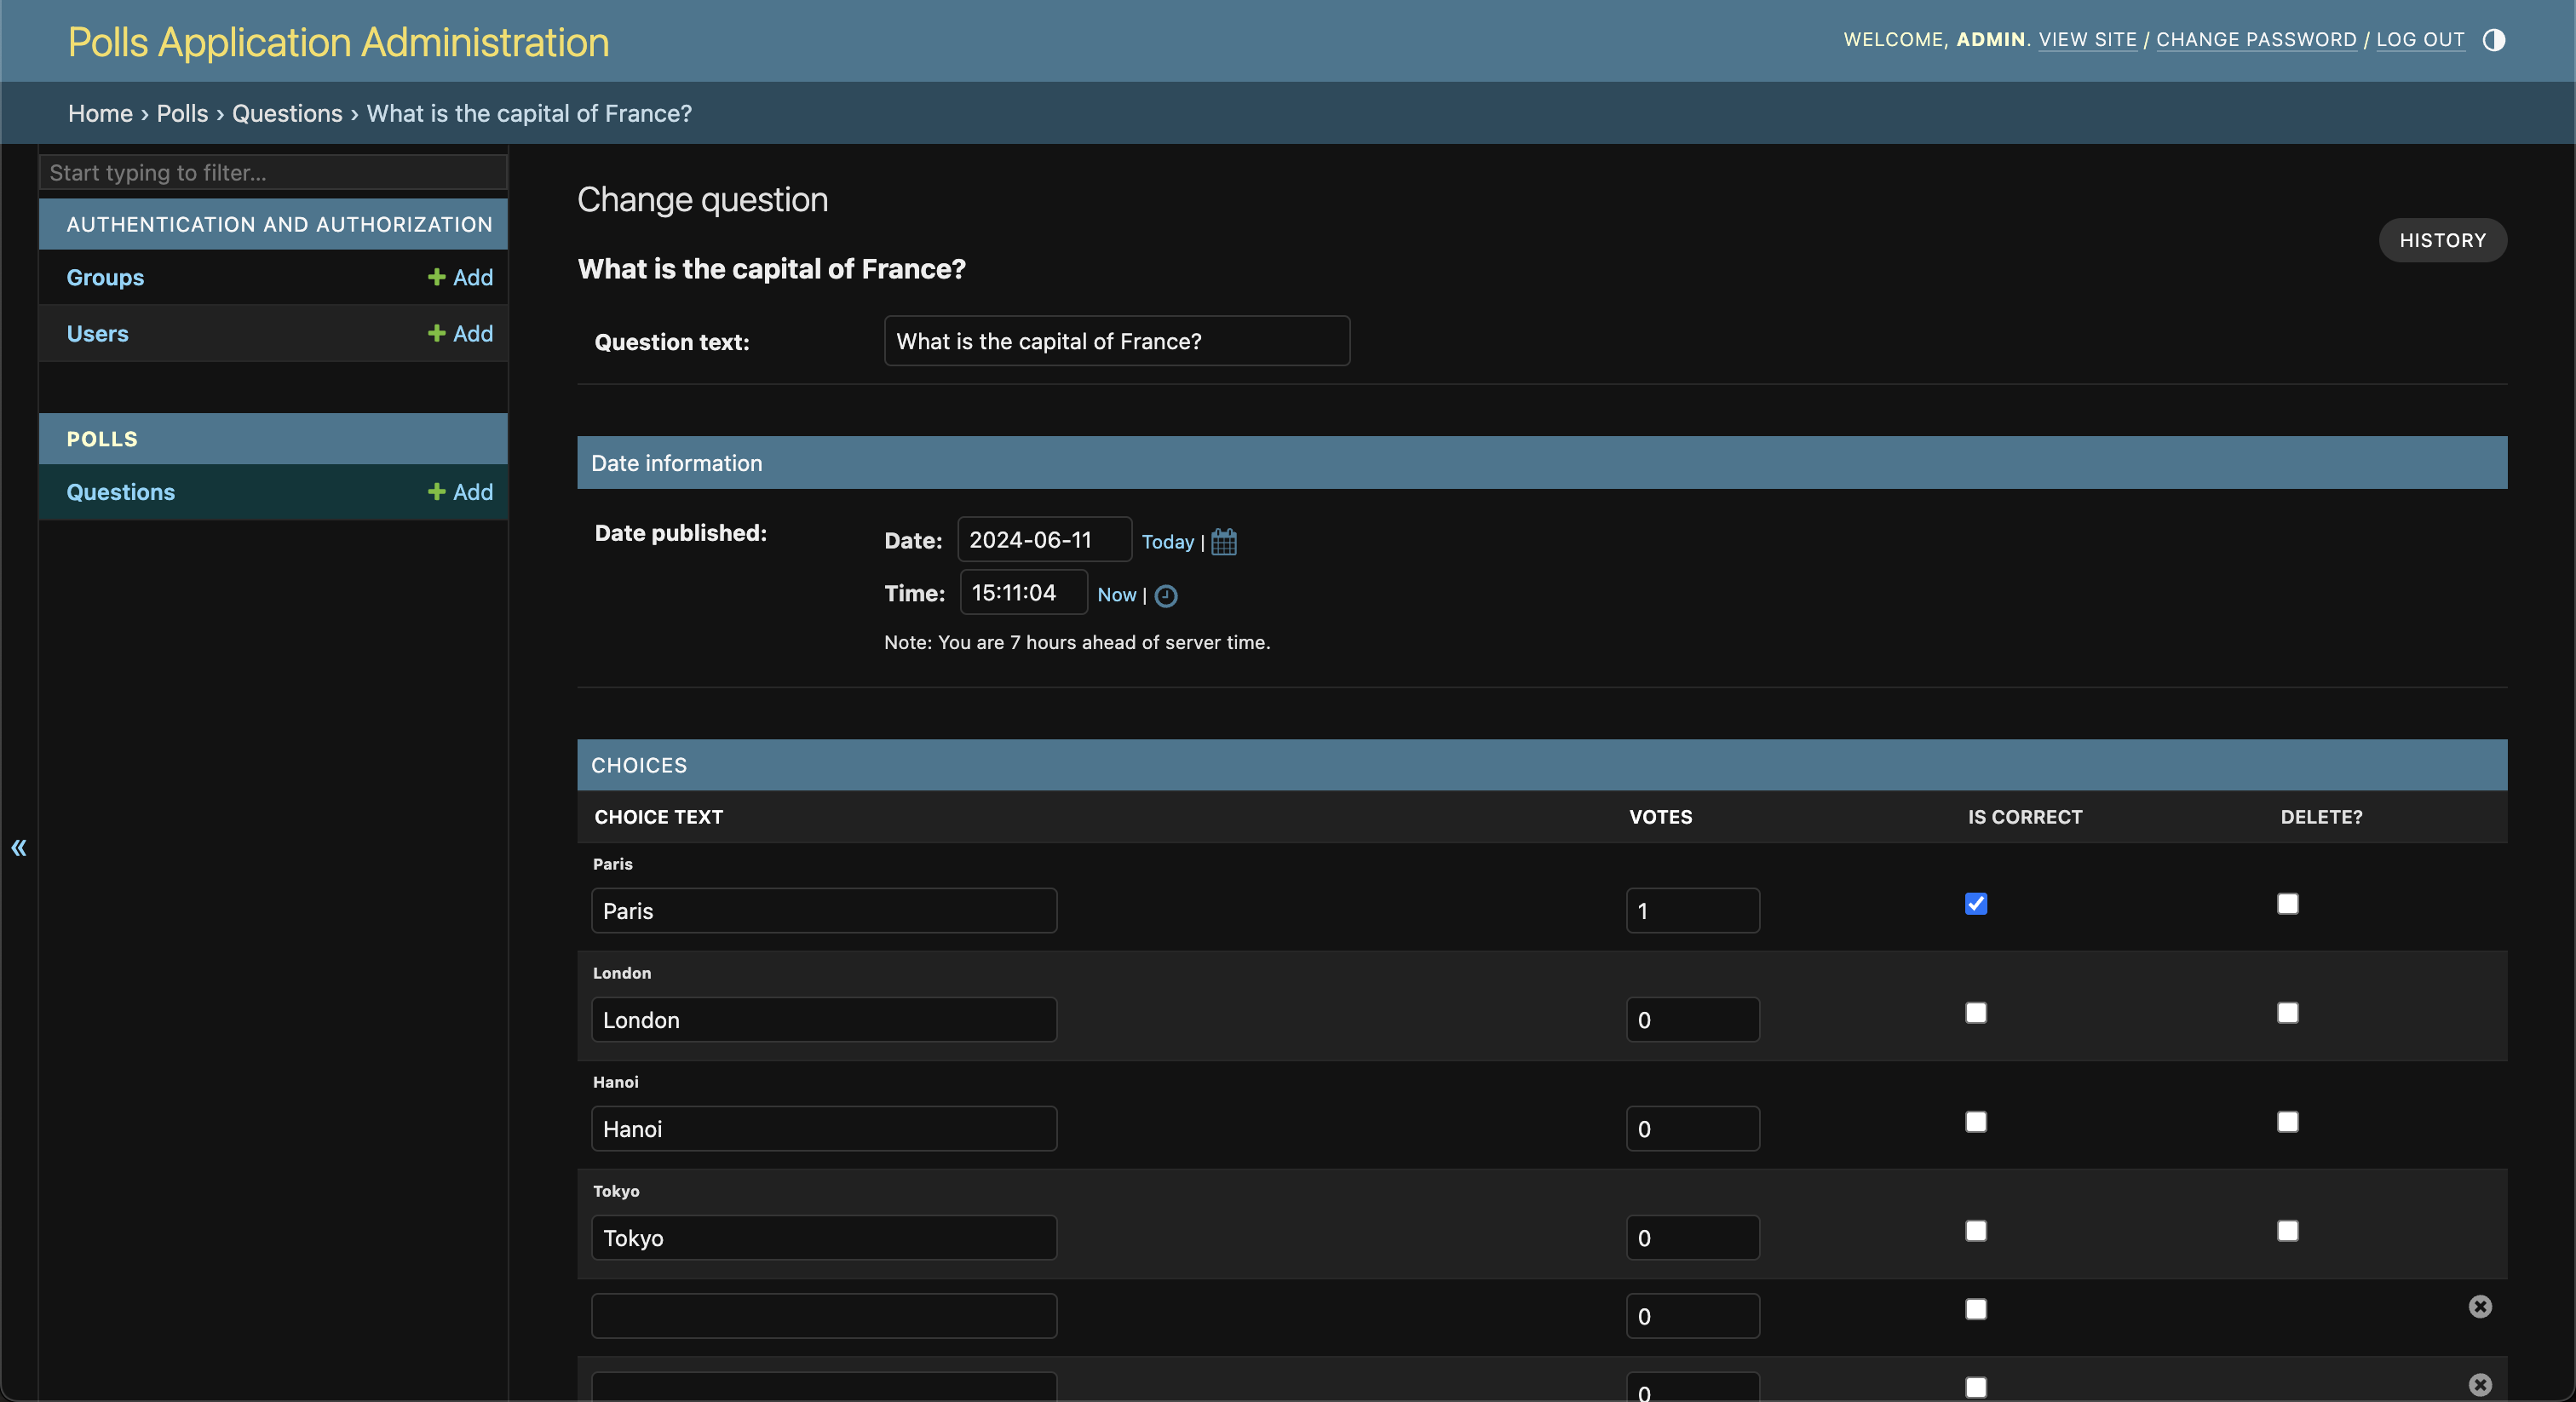 Polls Application Administration
WELCOME, ADMIN. VIEW SITE / CHANGE PASSWORD / LOG OUT
Home › Polls › Questions › What is the capital of France?
Start typing to filter...
AUTHENTICATION AND AUTHORIZATION
Groups + Add
Users + Add
POLLS
Questions + Add
«
Change question
HISTORY
What is the capital of France?
Question text: What is the capital of France?
Date information
Date published:
Date: 2024-06-11 Today |
Time: 15:11:04 Now |
Note: You are 7 hours ahead of server time.
CHOICES
CHOICE TEXT VOTES IS CORRECT DELETE?
Paris
Paris 1
London
London 0
Hanoi
Hanoi 0
Tokyo
Tokyo 0
0
0